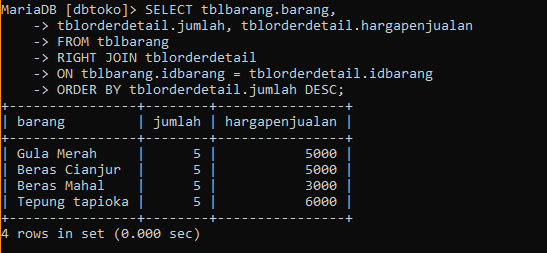 MariaDB [dbtoko]> SELECT tblbarang.barang,
    -> tblorderdetail.jumlah, tblorderdetail.hargapenjualan
    -> FROM tblbarang
    -> RIGHT JOIN tblorderdetail
    -> ON tblbarang.idbarang = tblorderdetail.idbarang
    -> ORDER BY tblorderdetail.jumlah DESC;
+----------------+--------+----------------+
| barang         | jumlah | hargapenjualan |
+----------------+--------+----------------+
| Gula Merah     |      5 |           5000 |
| Beras Cianjur  |      5 |           5000 |
| Beras Mahal    |      5 |           3000 |
| Tepung tapioka |      5 |           6000 |
+----------------+--------+----------------+
4 rows in set (0.000 sec)